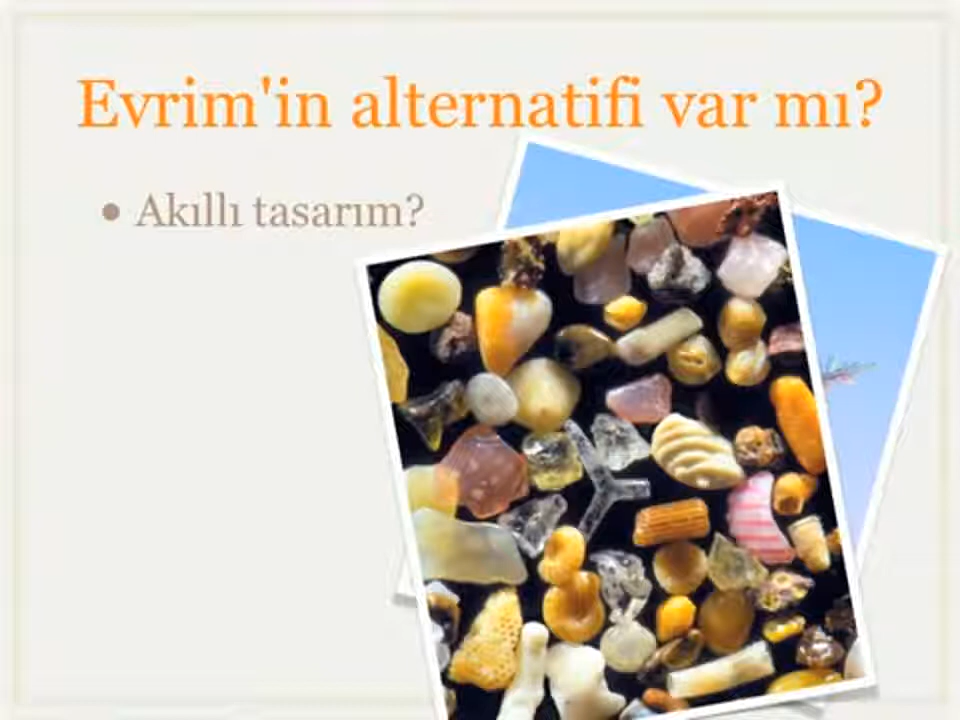 Evrim'in alternatifi var mı?
• Akıllı tasarım?